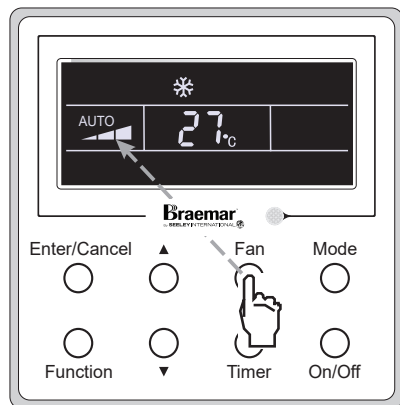 AUTO
27°C
Braemar
by SEELEY INTERNATIONAL
Enter/Cancel ▲ Fan Mode
Function ▼ Timer On/Off